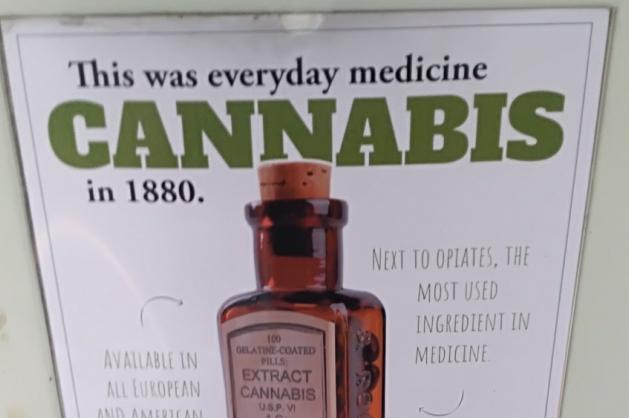 This was everyday medicine
CANNABIS
in 1880.
NEXT TO OPIATES, THE
MOST USED
INGREDIENT IN
MEDICINE.
AVAILABLE IN
ALL EUROPEAN
AND AMERICAN
100
GELATINE-COATED
PILLS:
EXTRACT
CANNABIS
U.S.P. VI